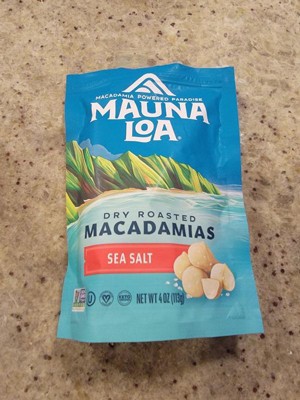 MACADAMIA POWERED PARADISE
MAUNA
LOA
DRY ROASTED
MACADAMIAS
SEA SALT
NET WT 4 OZ (113g)